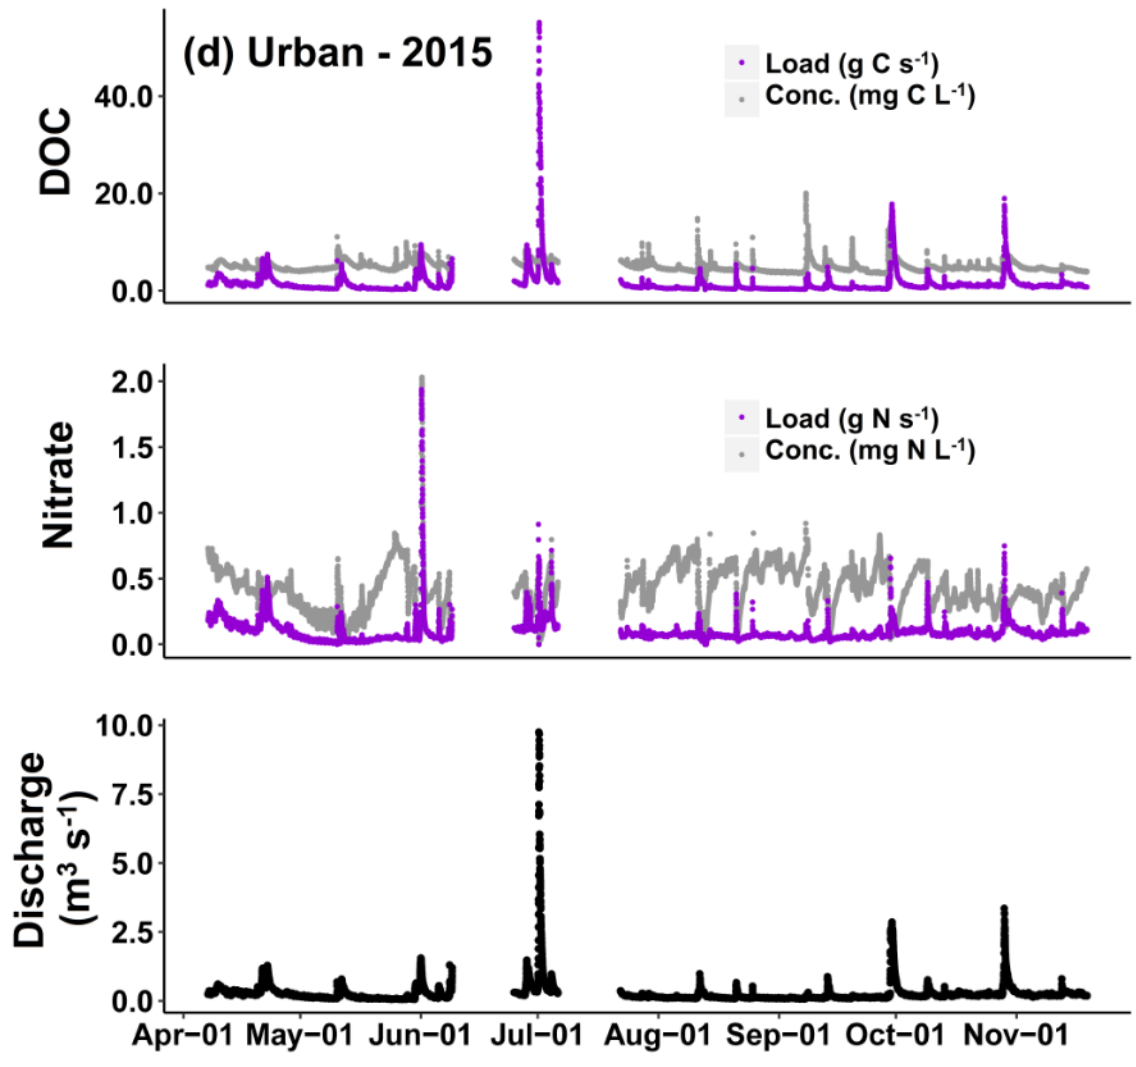 (d) Urban - 2015
Load (g C s⁻¹)
Conc. (mg C L⁻¹)
DOC
40.0
20.0
0.0
Load (g N s⁻¹)
Conc. (mg N L⁻¹)
Nitrate
2.0
1.5
1.0
0.5
0.0
Discharge
(m³ s⁻¹)
10.0
7.5
5.0
2.5
0.0
Apr−01 May−01 Jun−01 Jul−01 Aug−01 Sep−01 Oct−01 Nov−01